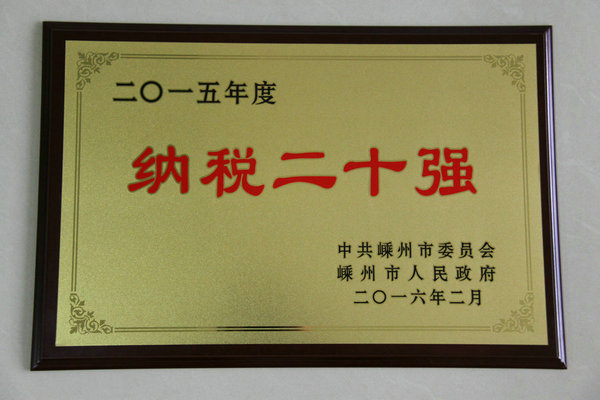 二〇一五年度
纳税二十强
中共嵊州市委员会
嵊州市人民政府
二〇一六年二月